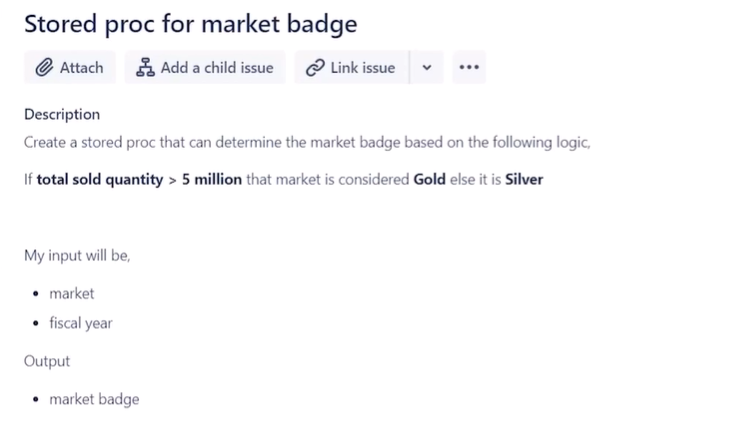 Stored proc for market badge
Attach
Add a child issue
Link issue
Description
Create a stored proc that can determine the market badge based on the following logic,
If total sold quantity > 5 million that market is considered Gold else it is Silver
My input will be,
• market
• fiscal year
Output
• market badge